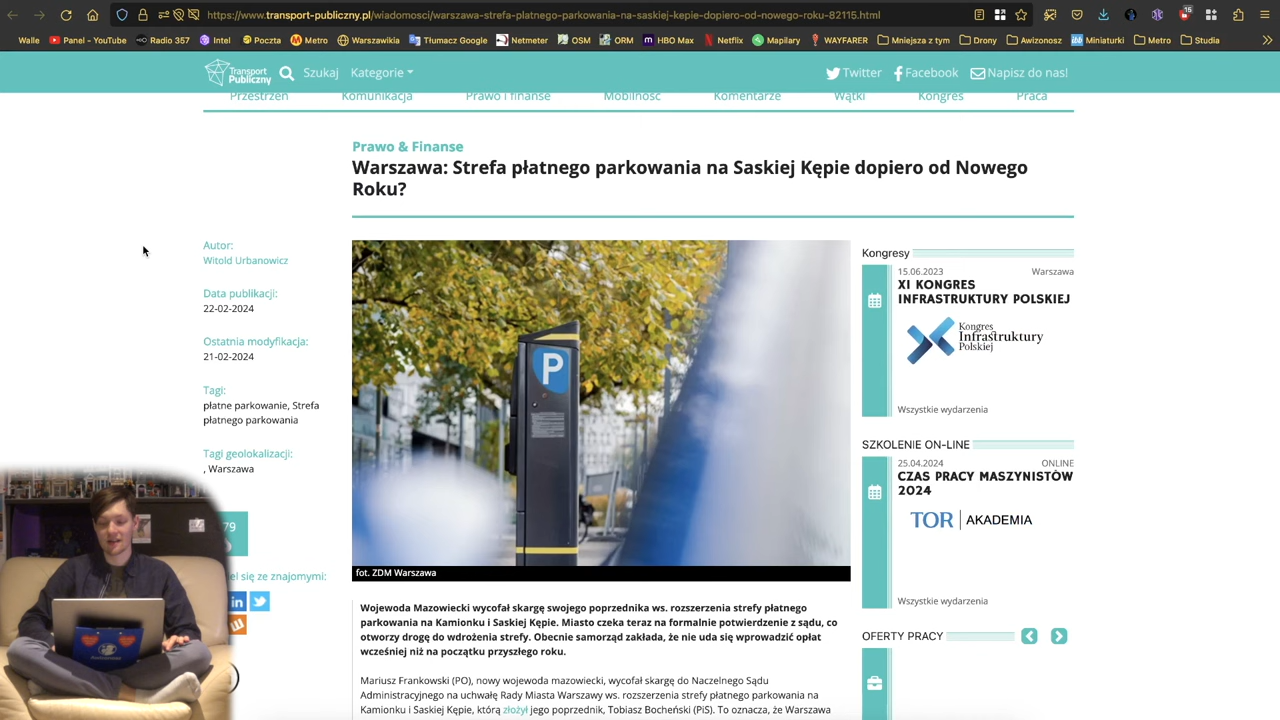 https://www.transport-publiczny.pl/wiadomosci/warszawa-strefa-platnego-parkowania-na-saskiej-kepie-dopiero-od-nowego-roku-82115.html
15
Walle Panel - YouTube Radio 357 Intel Poczta Metro Warszawikia Tłumacz Google Netmeter OSM ORM HBO Max Netflix Mapilary WAYFARER Mniejsza z tym Drony Awizonosz Miniaturki Metro Studia
Transport Publiczny Szukaj Kategorie Twitter Facebook Napisz do nas!
Przestrzeń Komunikacja Prawo i finanse Mobilność Komentarze Wątki Kongres Praca
Prawo & Finanse
Warszawa: Strefa płatnego parkowania na Saskiej Kępie dopiero od Nowego
Roku?
Autor:
Witold Urbanowicz
Data publikacji:
22-02-2024
Ostatnia modyfikacja:
21-02-2024
Tagi:
płatne parkowanie, Strefa
płatnego parkowania
Tagi geolokalizacji:
, Warszawa
79
el się ze znajomymi:
P
fot. ZDM Warszawa
Wojewoda Mazowiecki wycofał skargę swojego poprzednika ws. rozszerzenia strefy płatnego
parkowania na Kamionku i Saskiej Kępie. Miasto czeka teraz na formalnie potwierdzenie z sądu, co
otworzy drogę do wdrożenia strefy. Obecnie samorząd zakłada, że nie uda się wprowadzić opłat
wcześniej niż na początku przyszłego roku.
Mariusz Frankowski (PO), nowy wojewoda mazowiecki, wycofał skargę do Naczelnego Sądu
Administracyjnego na uchwałę Rady Miasta Warszawy ws. rozszerzenia strefy płatnego parkowania na
Kamionku i Saskiej Kępie, którą złożył jego poprzednik, Tobiasz Bocheński (PiS). To oznacza, że Warszawa
Kongresy
15.06.2023 Warszawa
XI KONGRES
INFRASTRUKTURY POLSKIEJ
Kongres
Infrastruktury
Polskiej
Wszystkie wydarzenia
SZKOLENIE ON-LINE
25.04.2024 ONLINE
CZAS PRACY MASZYNISTÓW
2024
TOR AKADEMIA
Wszystkie wydarzenia
OFERTY PRACY